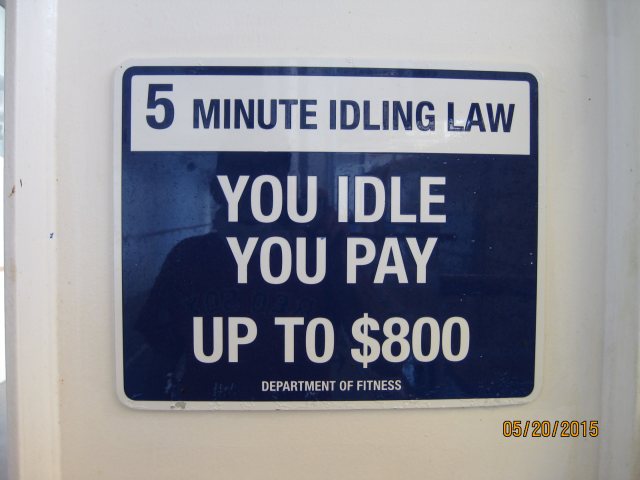 5 MINUTE IDLING LAW
YOU IDLE
YOU PAY
UP TO $800
DEPARTMENT OF FITNESS
05/20/2015